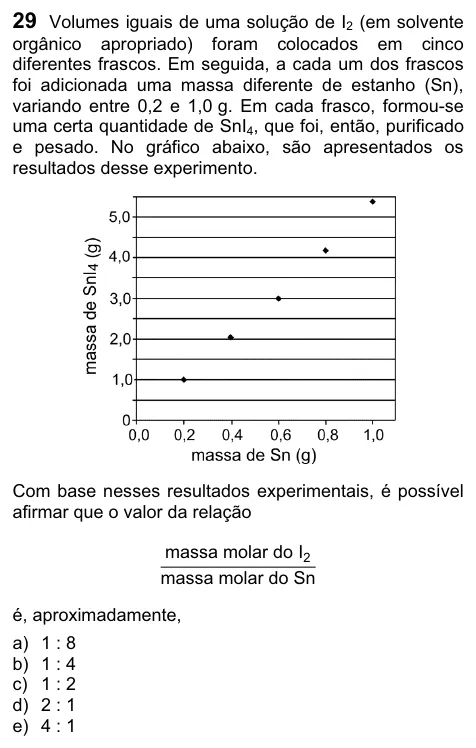 29 Volumes iguais de uma solução de I₂ (em solvente
orgânico apropriado) foram colocados em cinco
diferentes frascos. Em seguida, a cada um dos frascos
foi adicionada uma massa diferente de estanho (Sn),
variando entre 0,2 e 1,0 g. Em cada frasco, formou-se
uma certa quantidade de SnI₄, que foi, então, purificado
e pesado. No gráfico abaixo, são apresentados os
resultados desse experimento.
massa de SnI₄ (g)
5,0
4,0
3,0
2,0
1,0
0
0,0 0,2 0,4 0,6 0,8 1,0
massa de Sn (g)
Com base nesses resultados experimentais, é possível
afirmar que o valor da relação
massa molar do I₂
massa molar do Sn
é, aproximadamente,
a) 1 : 8
b) 1 : 4
c) 1 : 2
d) 2 : 1
e) 4 : 1